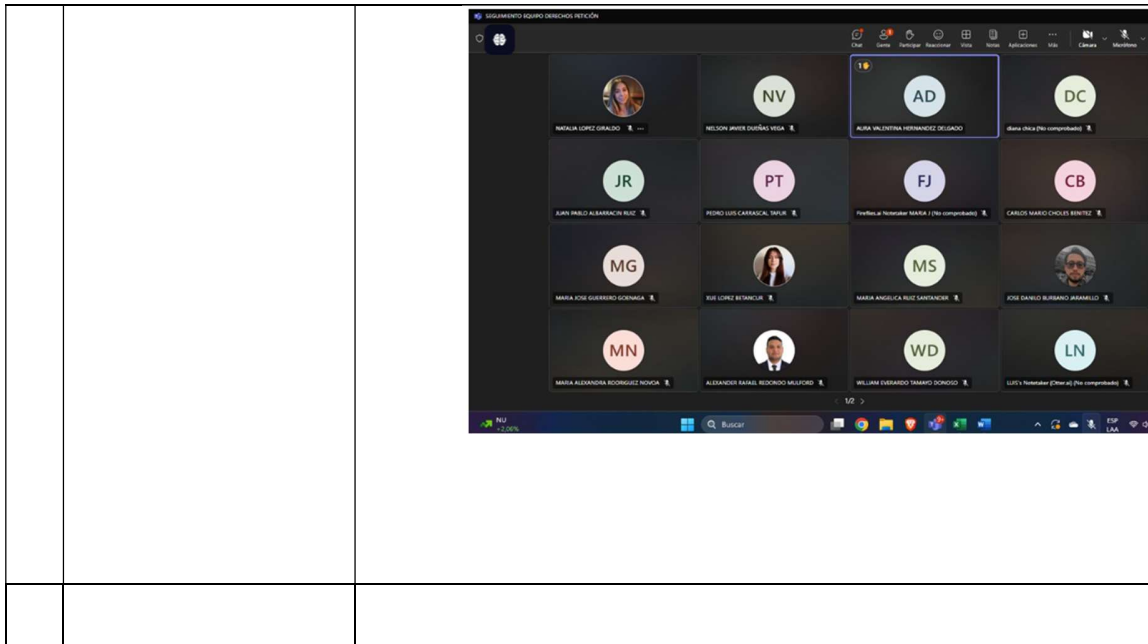 SEGUIMIENTO EQUIPO DERECHOS PETICIÓN
Chat Gente Participar Reaccionar Vista Notas Aplicaciones Más Cámara Micrófono
1
NV AD DC
NATALIA LOPEZ GIRALDO NELSON JAVIER DUEÑAS VEGA AURA VALENTINA HERNANDEZ DELGADO diana chica (No comprobado)
JR PT FJ CB
JUAN PABLO ALBARRACIN RUIZ PEDRO LUIS CARRASCAL TAFUR Fireflies.ai Notetaker MARIA J (No comprobado) CARLOS MARIO CHOLES BENITEZ
MG MS
MARIA JOSE GUERRERO GOENAGA LOPEZ BETANCUR MARIA ANGELICA RUIZ SANTANDER JOSE DANILO BURBANO JARAMILLO
MN WD LN
MARIA ALEXANDRA RODRIGUEZ NOVOA ALEXANDER RAFAEL REDONDO MULFORD WILLIAM EVERARDO TAMAYO DONOSO LUIS's Notetaker (Otter.ai) (No comprobado)
1/2
NU
+2,06%
Buscar
ESP
LAA